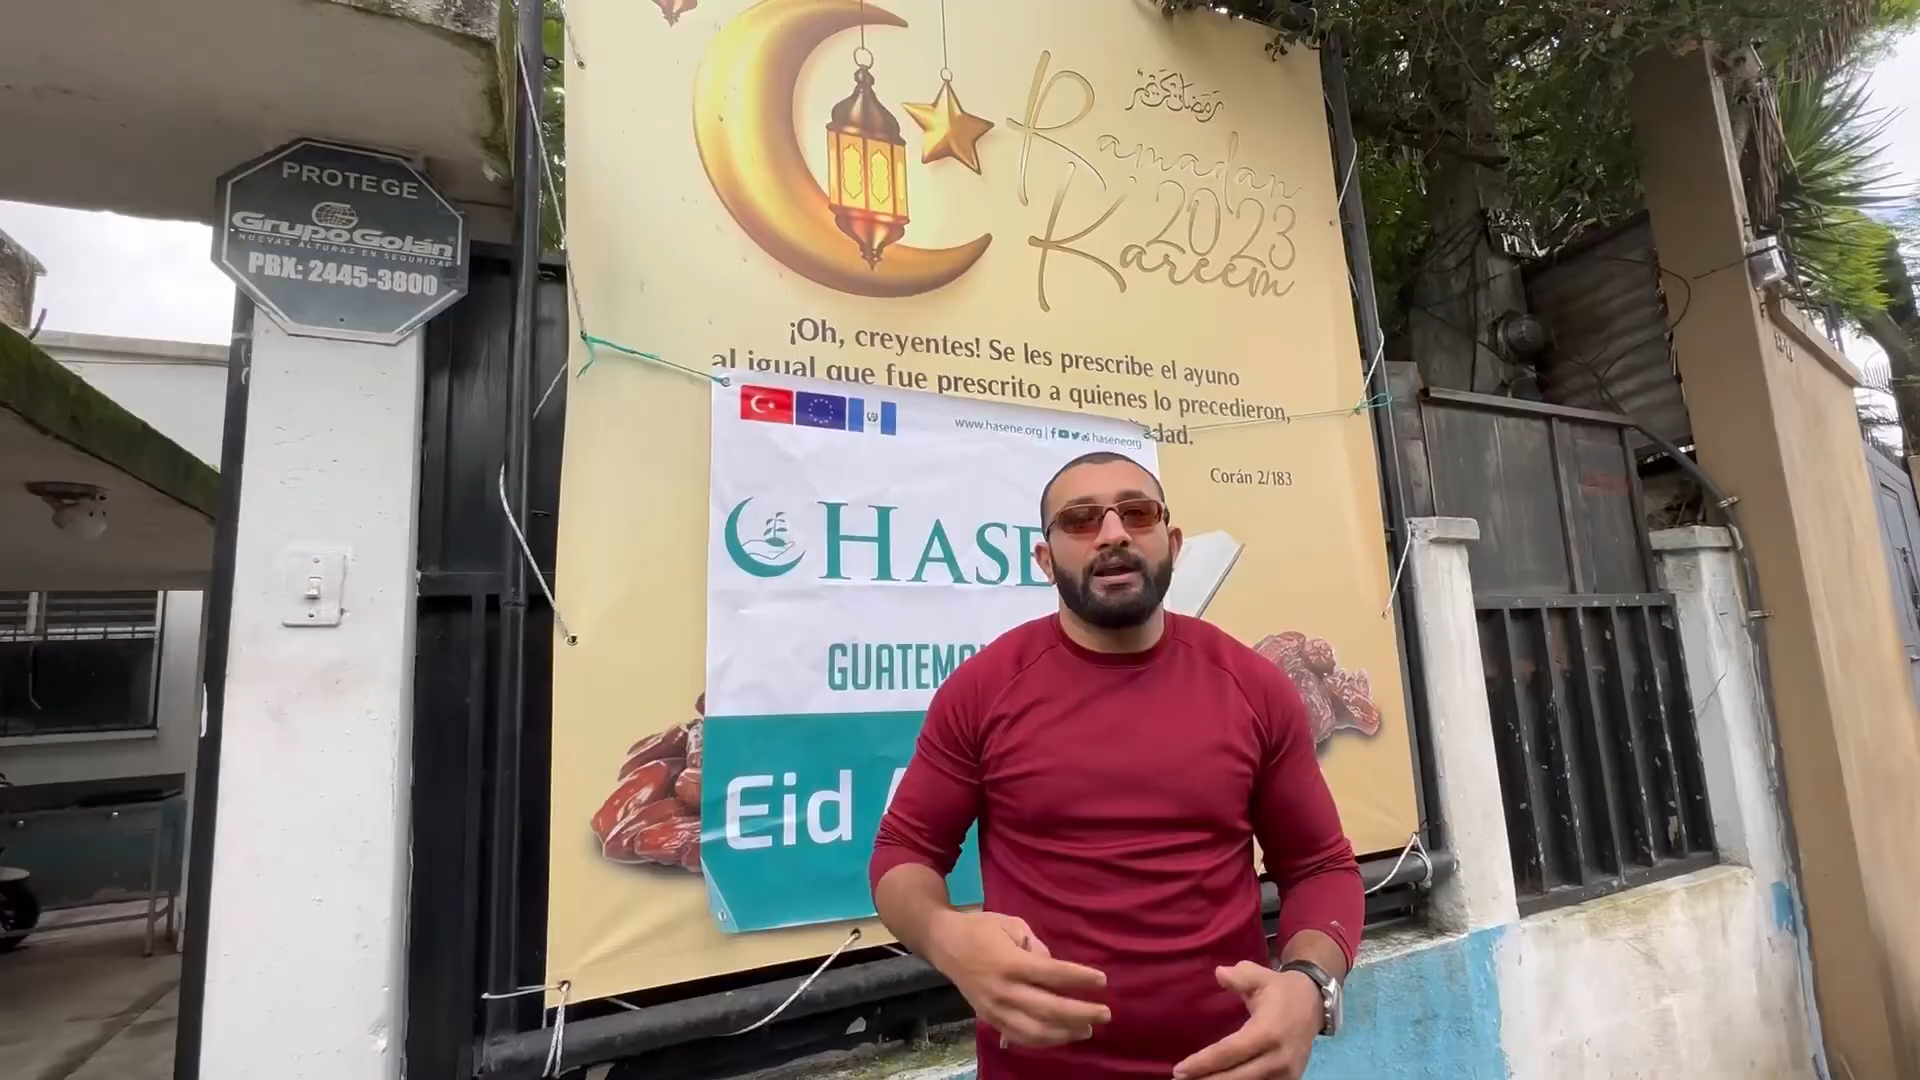 PROTEGE
Grupo Golán
NUEVAS ALTURAS EN SEGURIDAD
PBX: 2445-3800
رمضان كريم
Ramadan
2023
Kareem
¡Oh, creyentes! Se les prescribe el ayuno
al igual que fue prescrito a quienes lo precedieron,
dad.
Corán 2/183
www.hasene.org | haseneorg
HASE
GUATEMA
Eid A